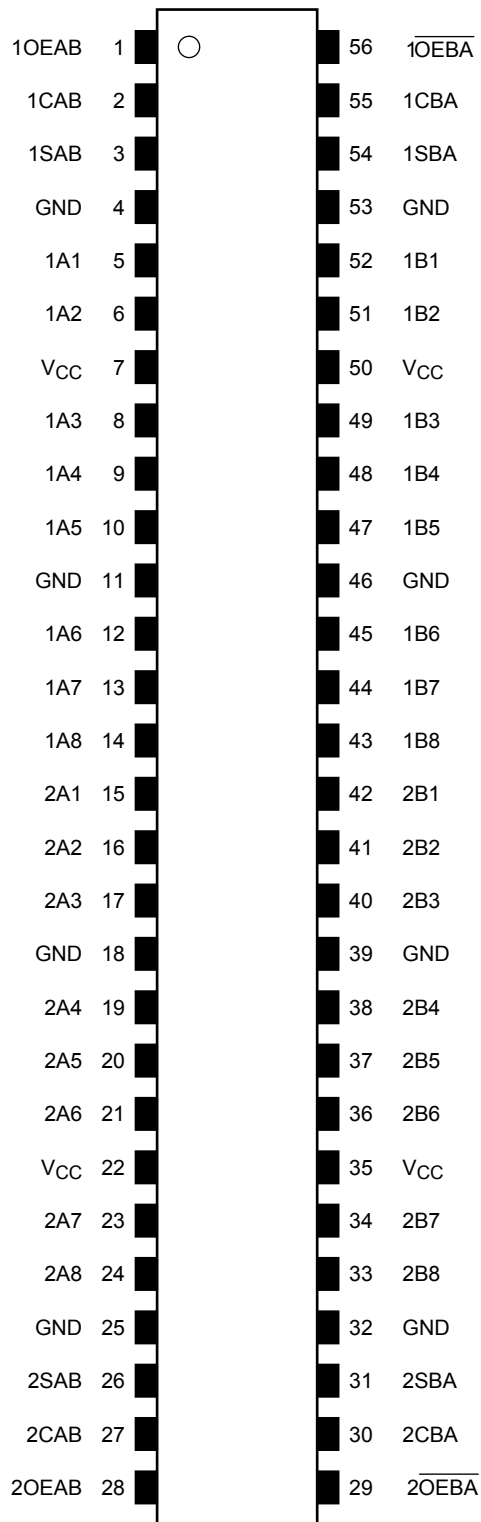 1OEAB 1 56 1OEBA
1CAB 2 55 1CBA
1SAB 3 54 1SBA
GND 4 53 GND
1A1 5 52 1B1
1A2 6 51 1B2
VCC 7 50 VCC
1A3 8 49 1B3
1A4 9 48 1B4
1A5 10 47 1B5
GND 11 46 GND
1A6 12 45 1B6
1A7 13 44 1B7
1A8 14 43 1B8
2A1 15 42 2B1
2A2 16 41 2B2
2A3 17 40 2B3
GND 18 39 GND
2A4 19 38 2B4
2A5 20 37 2B5
2A6 21 36 2B6
VCC 22 35 VCC
2A7 23 34 2B7
2A8 24 33 2B8
GND 25 32 GND
2SAB 26 31 2SBA
2CAB 27 30 2CBA
2OEAB 28 29 2OEBA